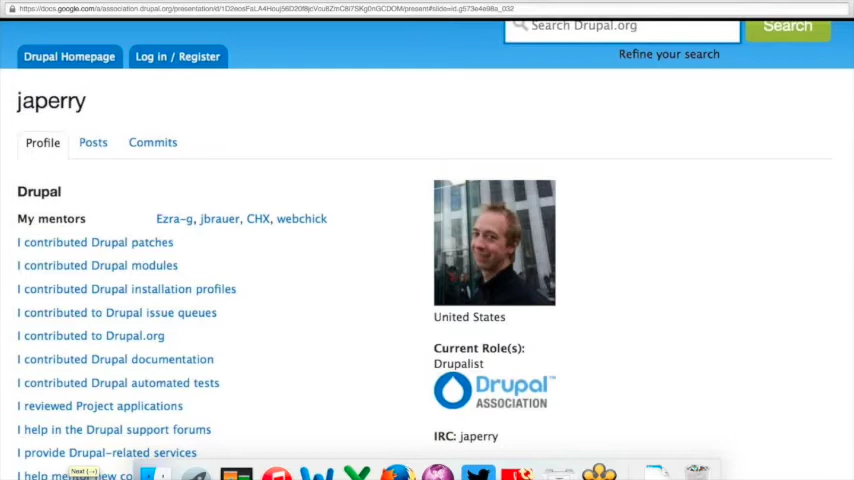 Search Drupal.org
Search
Drupal Homepage
Log in / Register
Refine your search
japerry
Profile
Posts
Commits
Drupal
My mentors Ezra-g, jbrauer, CHX, webchick
I contributed Drupal patches
I contributed Drupal modules
I contributed Drupal installation profiles
I contributed to Drupal issue queues
I contributed to Drupal.org
I contributed Drupal documentation
I contributed Drupal automated tests
I reviewed Project applications
I help in the Drupal support forums
I provide Drupal-related services
I help
United States
Current Role(s):
Drupalist
Drupal™
ASSOCIATION
IRC: japerry
Next (→)